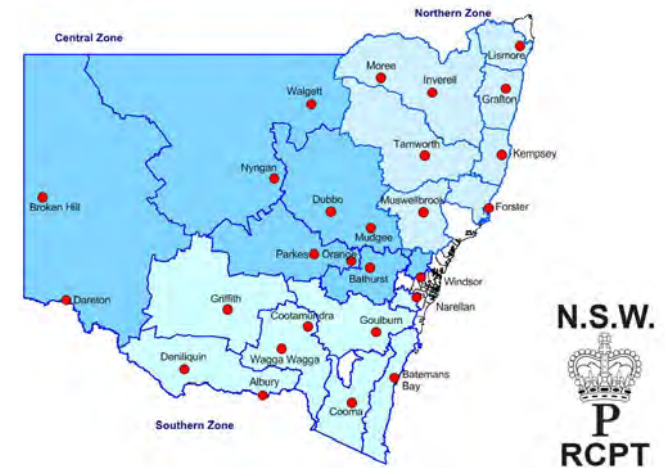 Northern Zone
Central Zone
Lismore
Moree
Inverell
Walgett
Grafton
Tamworth
Kempsey
Nyngan
Broken Hill
Dubbo
Muswellbrook
Forster
Mudgee
Parkes
Orange
Bathurst
Windsor
Dareton
Narellan
Griffith
Cootamundra
Goulburn
N.S.W.
Wagga Wagga
Deniliquin
Albury
Batemans
Bay
Cooma
P
Southern Zone
RCPT